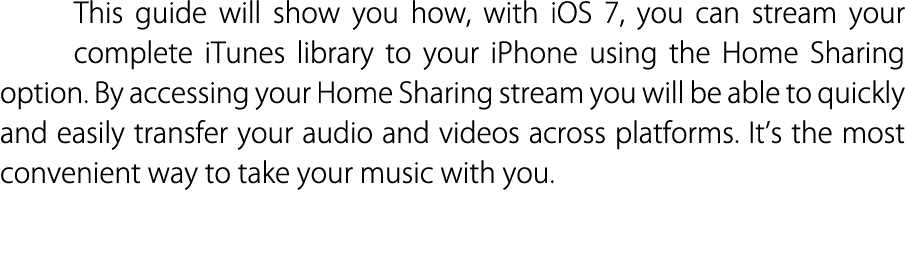 This guide will show you how, with iOS 7, you can stream your
complete iTunes library to your iPhone using the Home Sharing
option. By accessing your Home Sharing stream you will be able to quickly
and easily transfer your audio and videos across platforms. It’s the most
convenient way to take your music with you.